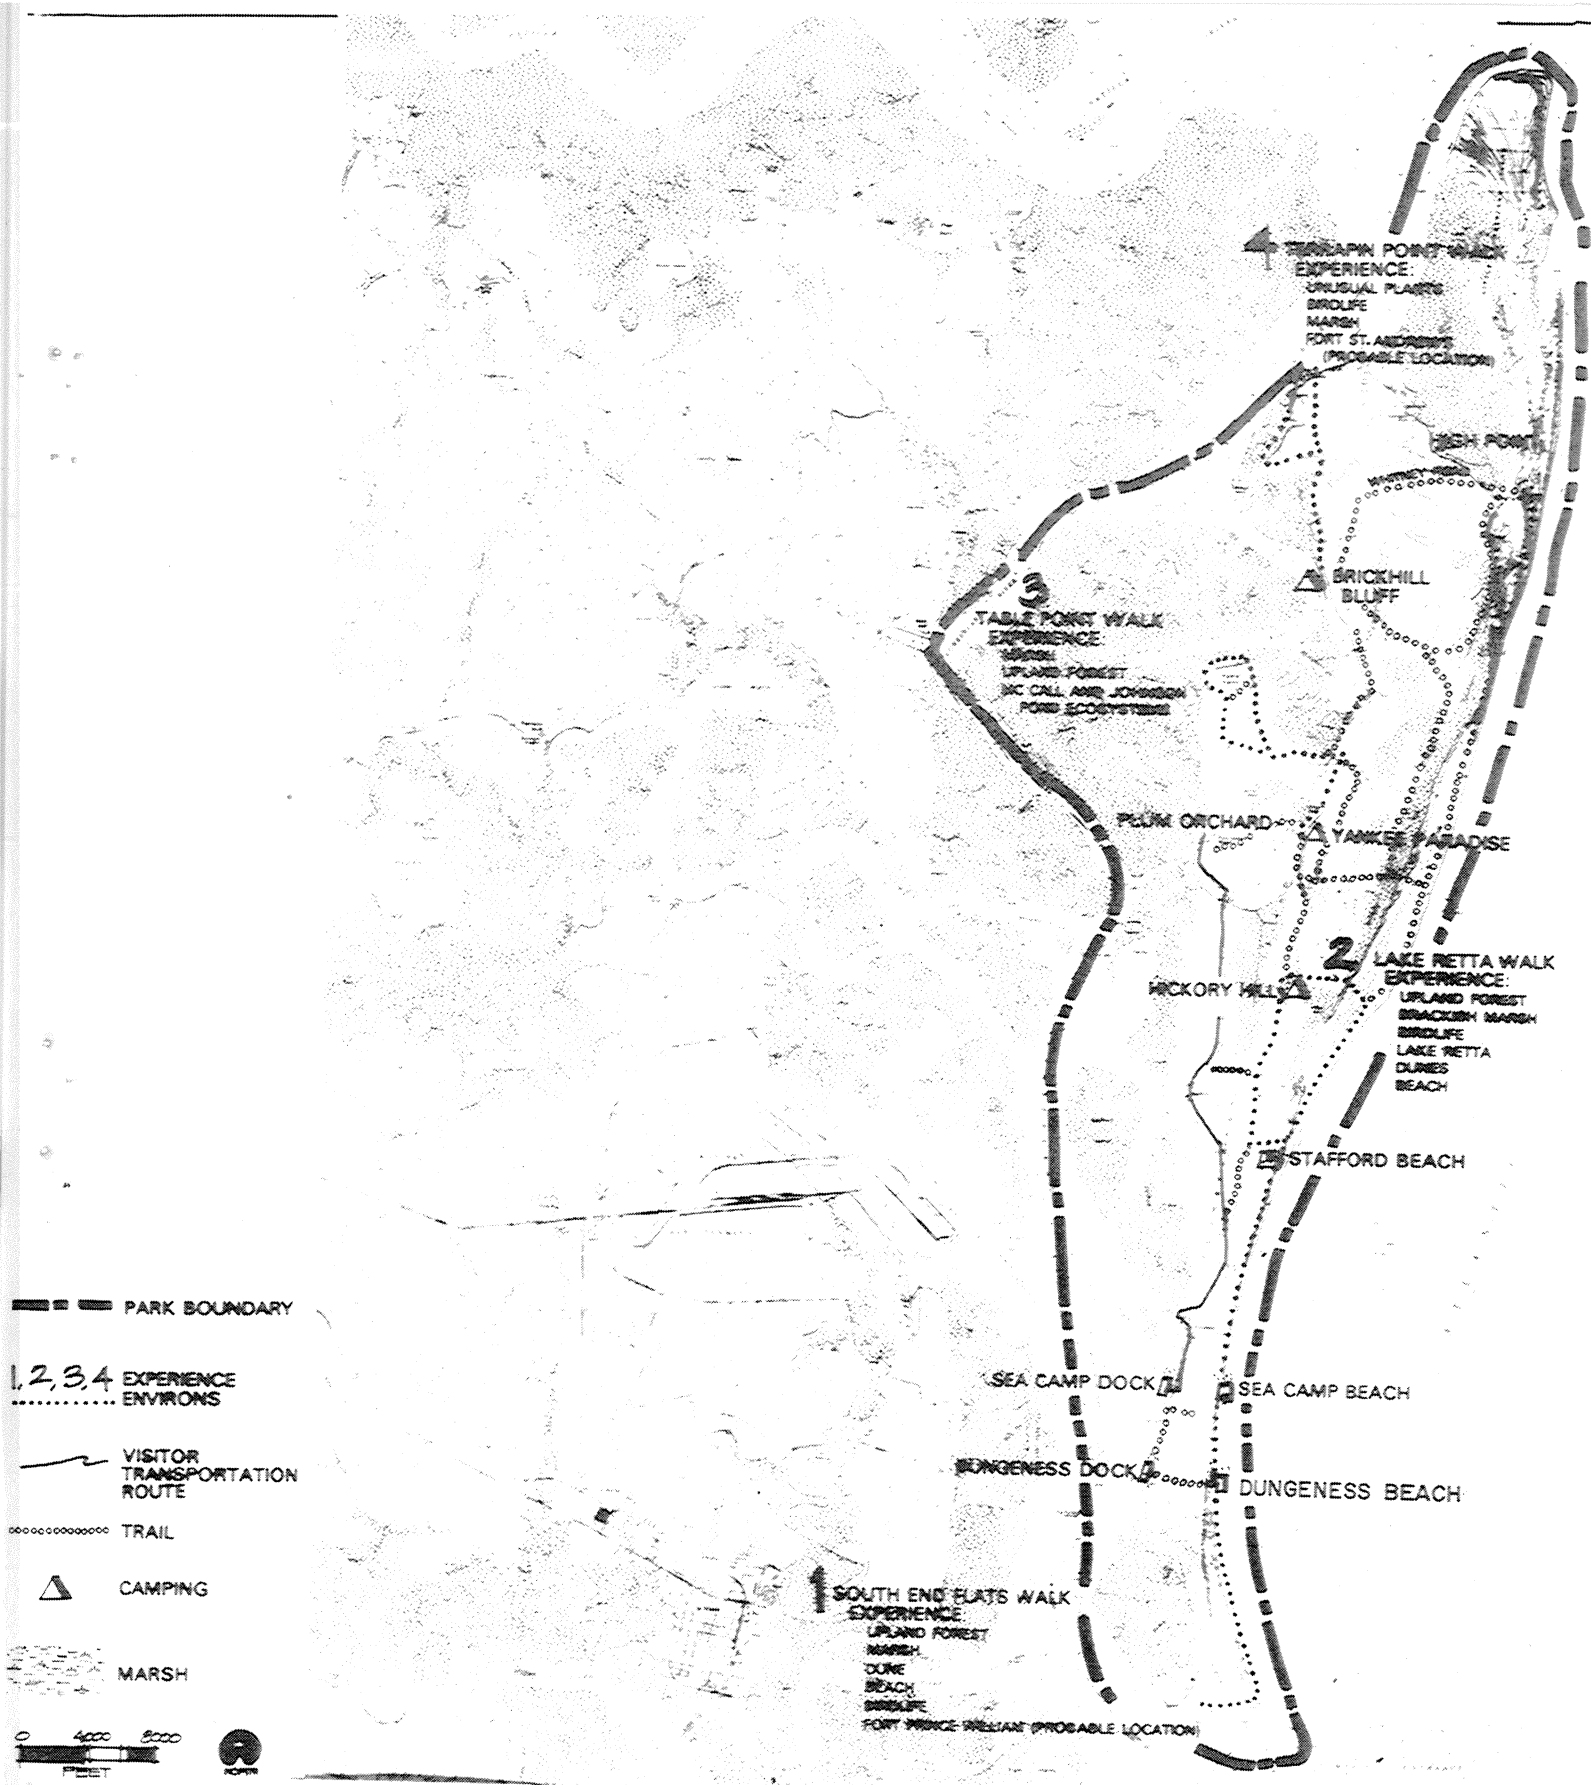 4 TERRAPIN POINT WALK
EXPERIENCE:
UNUSUAL PLANTS
BIRDLIFE
MARSH
FORT ST. ANDREWS
(PROBABLE LOCATION)
HIGH POINT
WHITNEY
BRICKHILL
BLUFF
3
TABLE POINT WALK
EXPERIENCE
MARSH
UPLAND FOREST
MC CALL AND JOHNSON
POND ECOSYSTEMS
PLUM ORCHARD
YANKEE PARADISE
2 LAKE RETTA WALK
EXPERIENCE:
UPLAND FOREST
BRACKISH MARSH
BIRDLIFE
LAKE RETTA
DUNES
BEACH
HICKORY HILL
STAFFORD BEACH
SEA CAMP DOCK
SEA CAMP BEACH
DUNGENESS DOCK
DUNGENESS BEACH
1 SOUTH END FLATS WALK
EXPERIENCE
UPLAND FOREST
MARSH
DUNE
BEACH
BIRDLIFE
FORT PRINCE WILLIAM (PROBABLE LOCATION)
PARK BOUNDARY
1, 2, 3, 4 EXPERIENCE
ENVIRONS
VISITOR
TRANSPORTATION
ROUTE
TRAIL
CAMPING
MARSH
0 4000 8000
FEET
NORTH